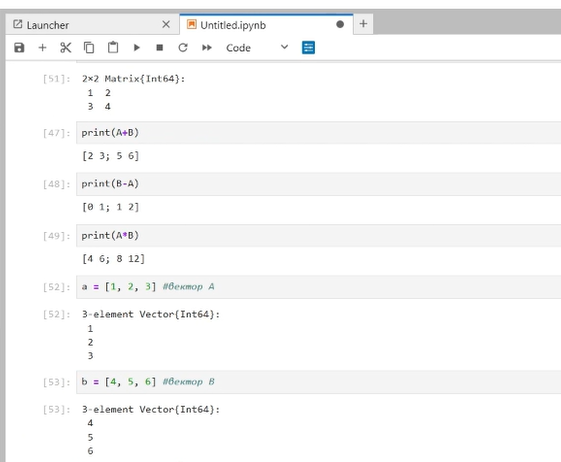 Launcher
Untitled.ipynb
Code
[51]: 2×2 Matrix{Int64}:
1 2
3 4
[47]: print(A+B)
[2 3; 5 6]
[48]: print(B-A)
[0 1; 1 2]
[49]: print(A*B)
[4 6; 8 12]
[52]: a = [1, 2, 3] #вектор A
[52]: 3-element Vector{Int64}:
1
2
3
[53]: b = [4, 5, 6] #вектор B
[53]: 3-element Vector{Int64}:
4
5
6